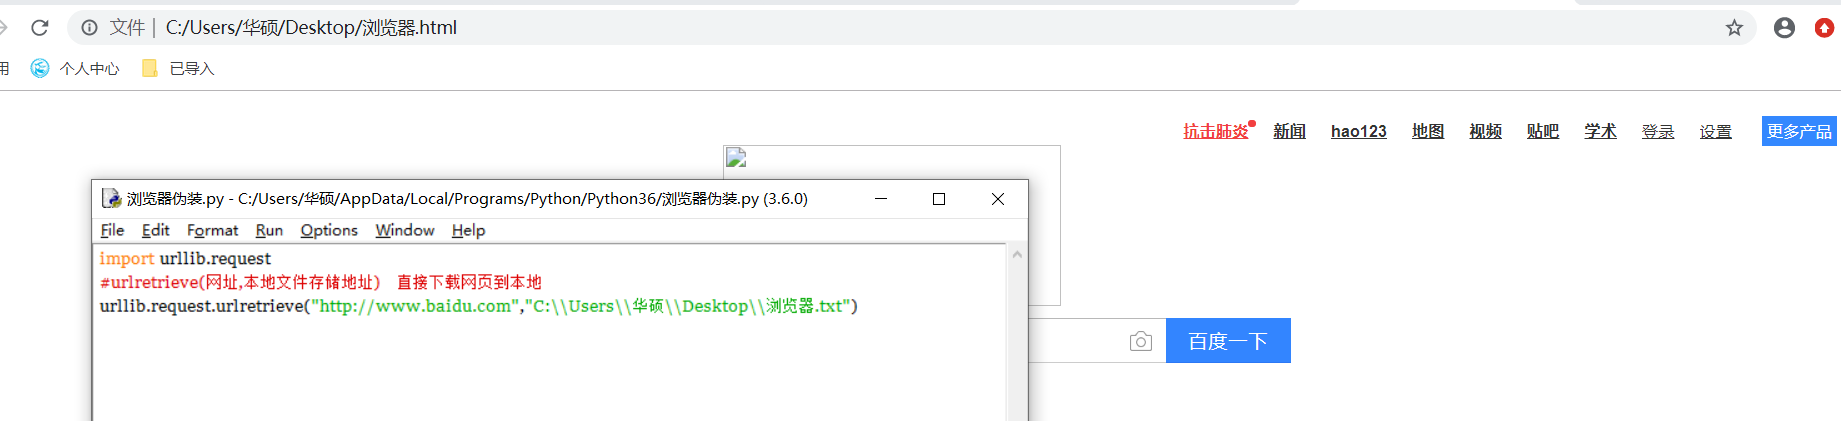 文件 | C:/Users/华硕/Desktop/浏览器.html
用 个人中心 已导入
抗击肺炎 新闻 hao123 地图 视频 贴吧 学术 登录 设置 更多产品
浏览器伪装.py - C:/Users/华硕/AppData/Local/Programs/Python/Python36/浏览器伪装.py (3.6.0)
File Edit Format Run Options Window Help
import urllib.request
#urlretrieve(网址,本地文件存储地址) 直接下载网页到本地
urllib.request.urlretrieve("http://www.baidu.com","C:\\Users\\华硕\\Desktop\\浏览器.txt")
百度一下